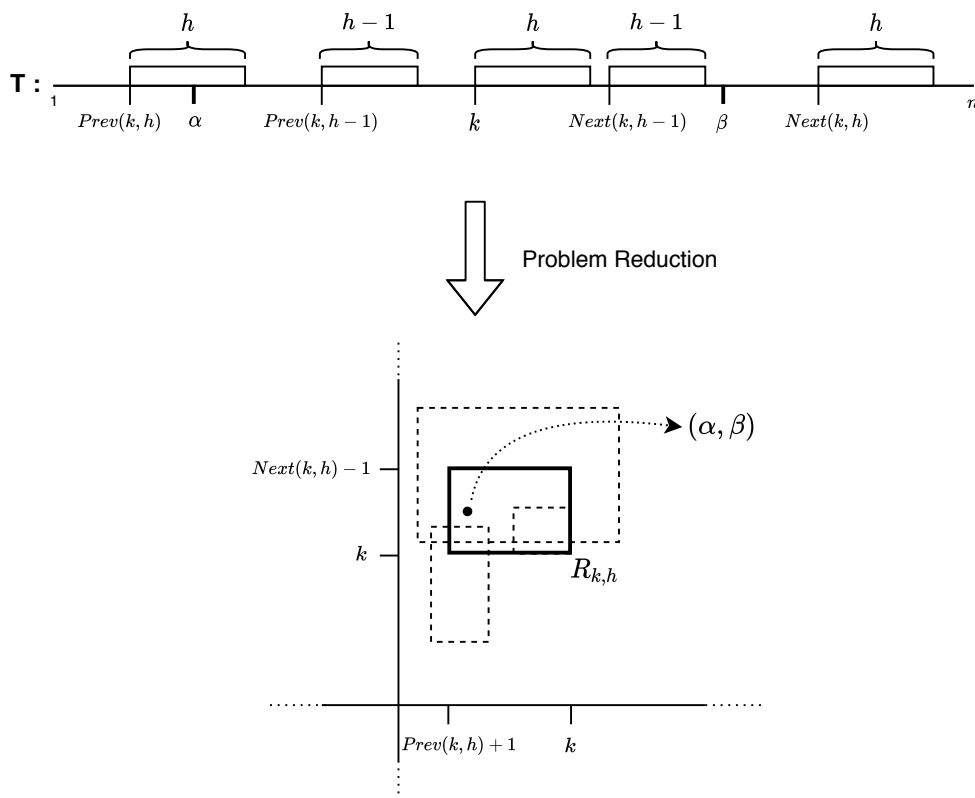 h h − 1 h h − 1 h
T :
1 n
Prev(k, h) α Prev(k, h − 1) k Next(k, h − 1) β Next(k, h)
Problem Reduction
(α, β)
Next(k, h) − 1
k
R_{k,h}
Prev(k, h) + 1 k